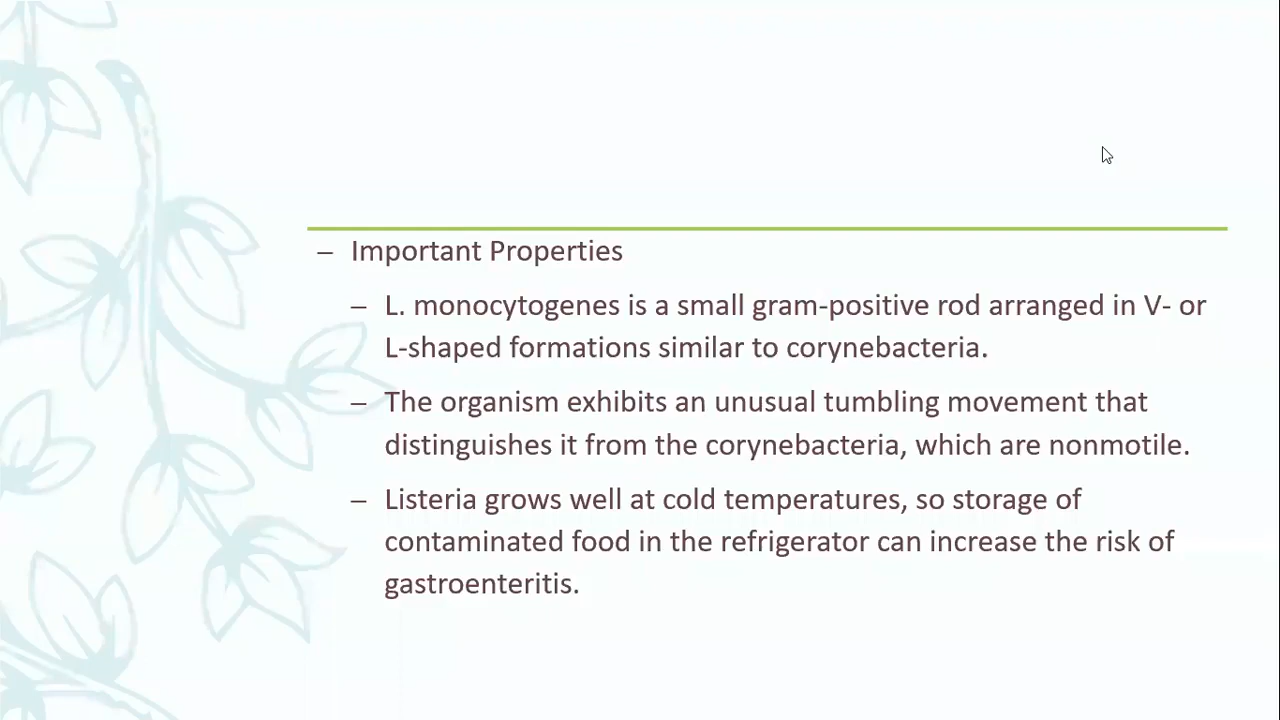 – Important Properties
– L. monocytogenes is a small gram-positive rod arranged in V- or
L-shaped formations similar to corynebacteria.
– The organism exhibits an unusual tumbling movement that
distinguishes it from the corynebacteria, which are nonmotile.
– Listeria grows well at cold temperatures, so storage of
contaminated food in the refrigerator can increase the risk of
gastroenteritis.